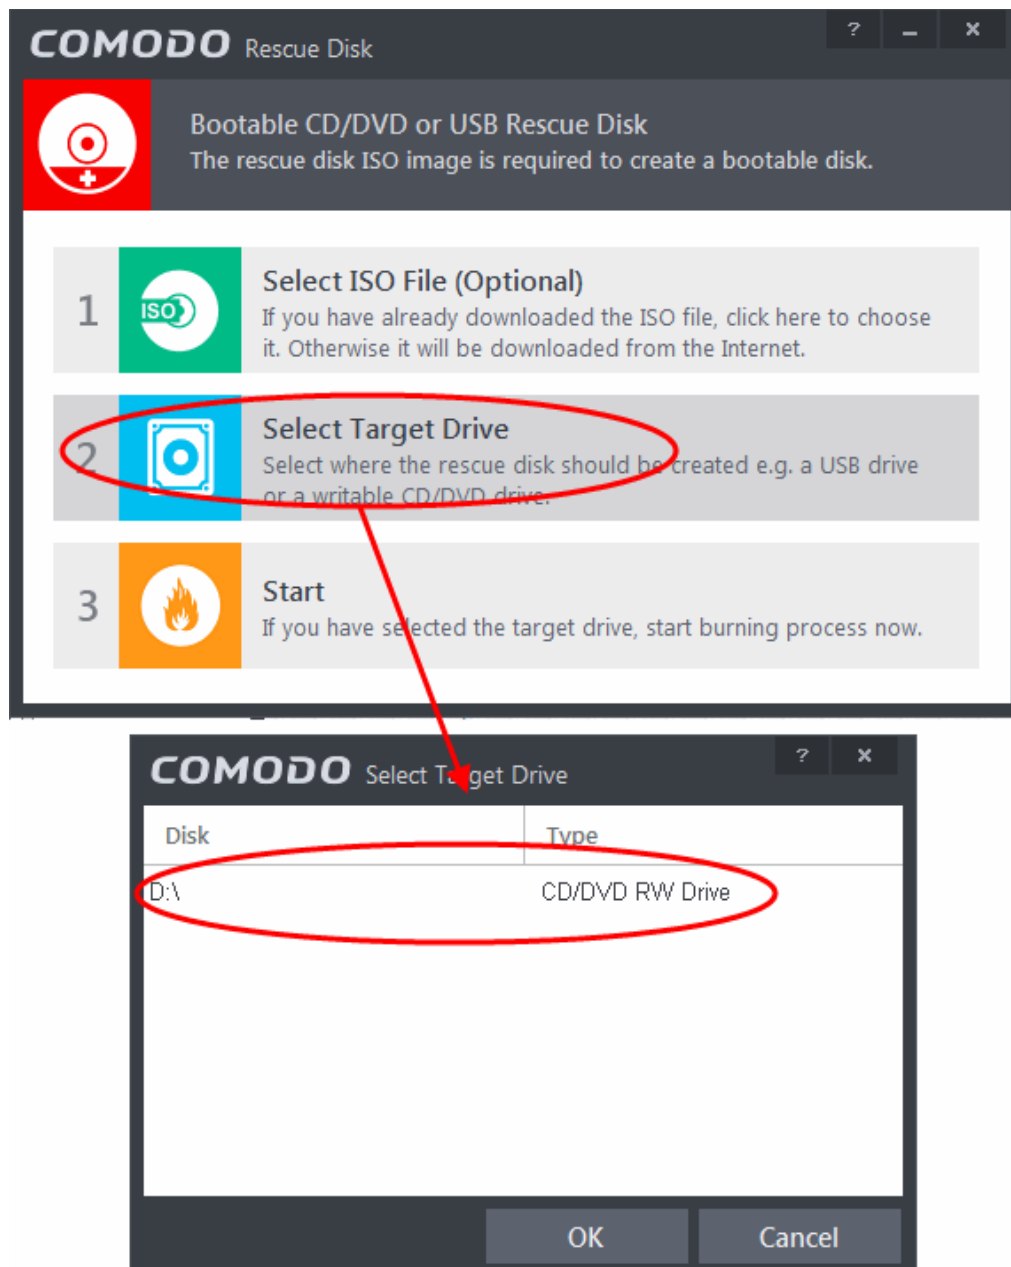 COMODO Rescue Disk
? – ×
Bootable CD/DVD or USB Rescue Disk
The rescue disk ISO image is required to create a bootable disk.
1
ISO
Select ISO File (Optional)
If you have already downloaded the ISO file, click here to choose
it. Otherwise it will be downloaded from the Internet.
2
Select Target Drive
Select where the rescue disk should be created e.g. a USB drive
or a writable CD/DVD drive.
3
Start
If you have selected the target drive, start burning process now.
COMODO Select Target Drive
? ×
Disk Type
D:\ CD/DVD RW Drive
OK Cancel